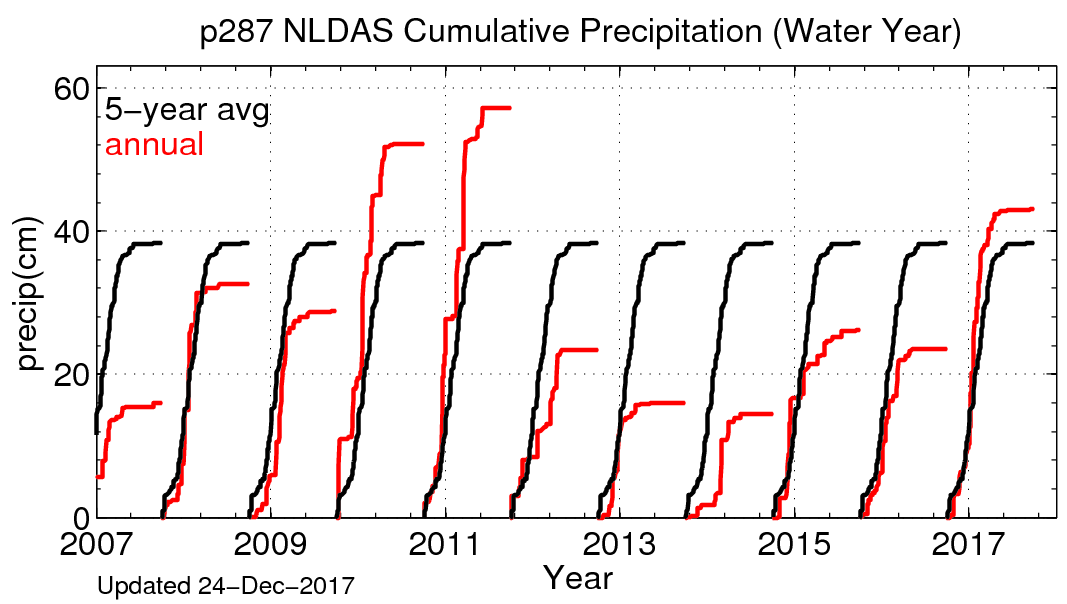 p287 NLDAS Cumulative Precipitation (Water Year)
60
5−year avg
annual
40
precip(cm)
20
0
2007 2009 2011 2013 2015 2017
Year
Updated 24−Dec−2017